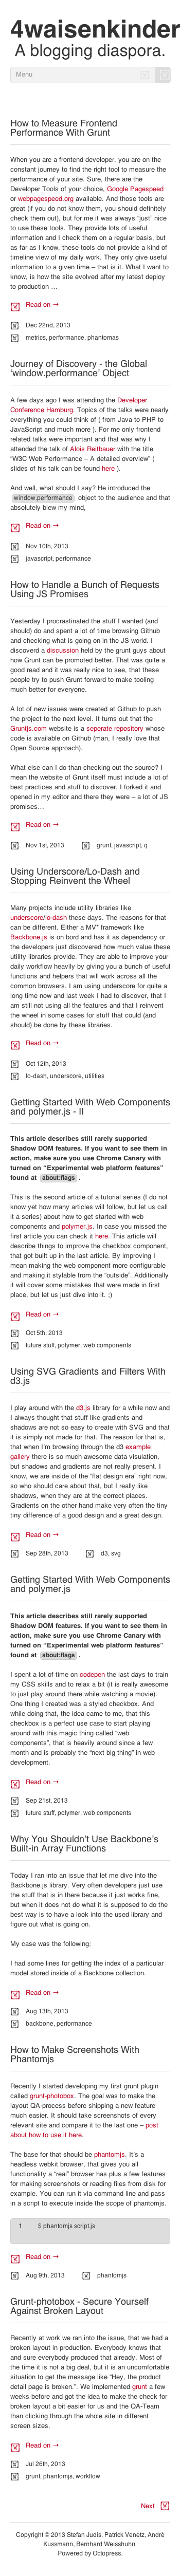 4waisenkinder
A blogging diaspora.
Menu
How to Measure Frontend
Performance With Grunt
When you are a frontend developer, you are on the
constant journey to find the right tool to measure the
performance of your site. Sure, there are the
Developer Tools of your choice, Google Pagespeed
or webpagespeed.org available. And those tools are
great (if you do not know them, you should definitely
check them out), but for me it was always "just" nice
to use these tools. They provide lots of useful
information and I check them on a regular basis, but
as far as I know, these tools do not provide a kind of
timeline view of my daily work. They only deal useful
information to a given time – that is it. What I want to
know, is how the site evolved after my latest deploy
to production …
Read on →
Dec 22nd, 2013
metrics, performance, phantomas
Journey of Discovery - the Global
'window.performance' Object
A few days ago I was attending the Developer
Conference Hamburg. Topics of the talks were nearly
everything you could think of ( from Java to PHP to
JavaScript and much more ). For me only frontend
related talks were important and that was why I
attended the talk of Alois Reitbauer with the title
"W3C Web Perfomance – A detailed overview" (
slides of his talk can be found here ).
And well, what should I say? He introduced the
window.performance object to the audience and that
absolutely blew my mind,
Read on →
Nov 10th, 2013
javascript, performance
How to Handle a Bunch of Requests
Using JS Promises
Yesterday I procrastinated the stuff I wanted (and
should) do and spent a lot of time browsing Github
and checking what is going on in the JS world. I
discovered a discussion held by the grunt guys about
how Grunt can be promoted better. That was quite a
good read and it was really nice to see, that these
people try to push Grunt to improve build tooling
much better for everyone.
A lot of new issues were created at Github to push
the project to the next level. It turned out that the
Gruntjs.com website is a seperate repository whose
code is available on Github (man, I really love that
Open Source approach).
What else can I do than checking out the source? I
mean the website of Grunt itself must include a lot of
best practices and useful stuff to discover. I forked it and
opened in my editor and there they were – a lot of JS
promises…
Read on →
Nov 1st, 2013
grunt, javascript, q
Using Underscore/Lo-Dash and
Stopping Reinvent the Wheel
Many projects include utility libraries like
underscore/lo-dash these days. The reasons for that
can be different. Either a MV* framework like
Backbone.js is on board and has it as dependency or
the developers just discovered how much value these
utility libraries provide. They are able to improve your
daily workflow heavily by giving you a bunch of useful
functions and helpers which will work across all the
known browsers. I am using underscore for quite a
long time now and last week I had to discover, that I
am still not using all the features and that I reinvent
the wheel in some cases for stuff that could (and
should) be done by these libraries.
Read on →
Oct 12th, 2013
lo-dash, underscore, utilities
Getting Started With Web Components
and polymer.js - II
This article describes still rarely supported
Shadow DOM features. If you want to see them in
action, make sure you use Chrome Canary with
turned on "Experimental web platform features"
found at about:flags .
This is the second article of a tutorial series (I do not
yet know how many articles will follow, but let us call
it a series) about how to get started with web
components and polymer.js. In case you missed the
first article you can check it here. This article will
describe things to improve the checkbox component,
that got built up in the last article. By improving I
mean making the web component more configurable
and making it stylable from the "outside". Additionally
it will cover some mistakes that were made in first
place, but let us just dive into it. ;)
Read on →
Oct 5th, 2013
future stuff, polymer, web components
Using SVG Gradients and Filters With
d3.js
I play around with the d3.js library for a while now and
I always thought that stuff like gradients and
shadows are not so easy to create with SVG and that
it is simply not made for that. The reason for that is,
that when I'm browsing through the d3 example
gallery there is so much awesome data visulation,
but shadows and gradients are not really present. I
know, we are inside of the "flat design era" right now,
so who should care about that, but I really like
shadows, when they are at the correct places.
Gradients on the other hand make very often the tiny
tiny difference of a good design and a great design.
Read on →
Sep 28th, 2013
d3, svg
Getting Started With Web Components
and polymer.js
This article describes still rarely supported
Shadow DOM features. If you want to see them in
action, make sure you use Chrome Canary with
turned on "Experimental web platform features"
found at about:flags .
I spent a lot of time on codepen the last days to train
my CSS skills and to relax a bit (it is really awesome
to just play around there while watching a movie).
One thing I created was a styled checkbox. And
while doing that, the idea came to me, that this
checkbox is a perfect use case to start playing
around with this magic thing called "web
components", that is heavily around since a few
month and is probably the "next big thing" in web
development.
Read on →
Sep 21st, 2013
future stuff, polymer, web components
Why You Shouldn't Use Backbone's
Built-in Array Functions
Today I ran into an issue that let me dive into the
Backbone.js library. Very often developers just use
the stuff that is in there because it just works fine,
but when it does not do what it is supposed to do the
best way is to have a look into the used library and
figure out what is going on.
My case was the following:
I had some lines for getting the index of a particular
model stored inside of a Backbone collection.
Read on →
Aug 13th, 2013
backbone, performance
How to Make Screenshots With
Phantomjs
Recently I started developing my first grunt plugin
called grunt-photobox. The goal was to make the
layout QA-process before shipping a new feature
much easier. It should take screenshots of every
relevant site and compare it to the last one – post
about how to use it here.
The base for that should be phantomjs. It's a
headless webkit browser, that gives you all
functionality a "real" browser has plus a few features
for making screenshots or reading files from inside of
the browser. You can run it via command line and pass
in a script to execute inside the scope of phantomjs.
1 $ phantomjs script.js
Read on →
Aug 9th, 2013
phantomjs
Grunt-photobox - Secure Yourself
Against Broken Layout
Recently at work we ran into the issue, that we had a
broken layout in production. Everybody knows that
and sees everybody produced that already. Most of
the time it is not a big deal, but it is an uncomfortable
situation to get the message like "Hey, the product
detail page is broken.". We implemented grunt a few
weeks before and got the idea to make the check for
broken layout a bit easier for us and the QA-Team
than clicking through the whole site in different
screen sizes.
Read on →
Jul 26th, 2013
grunt, phantomjs, workflow
Next
Copyright © 2013 Stefan Judis, Patrick Venetz, André
Kussmann, Bernhard Weisshuhn
Powered by Octopress.